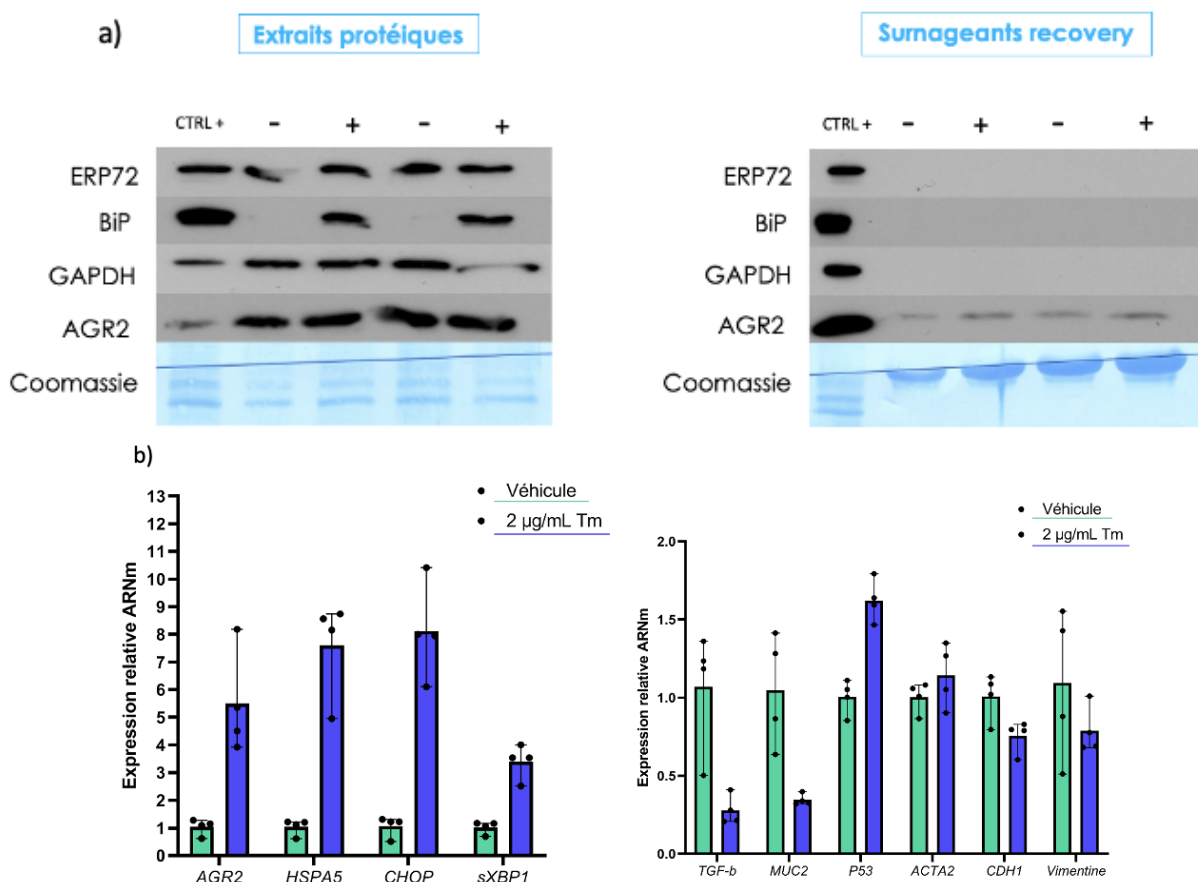 a)
Extraits protéiques
CTRL + - + - +
ERP72
BiP
GAPDH
AGR2
Coomassie
Surnageants recovery
CTRL + - + - +
ERP72
BiP
GAPDH
AGR2
Coomassie
b)
Véhicule
2 µg/mL Tm
Expression relative ARNm
13
12
11
10
9
8
7
6
5
4
3
2
1
0
AGR2 HSPA5 CHOP sXBP1
Véhicule
2 µg/mL Tm
Expression relative ARNm
2.0
1.5
1.0
0.5
0.0
TGF-b MUC2 P53 ACTA2 CDH1 Vimentine